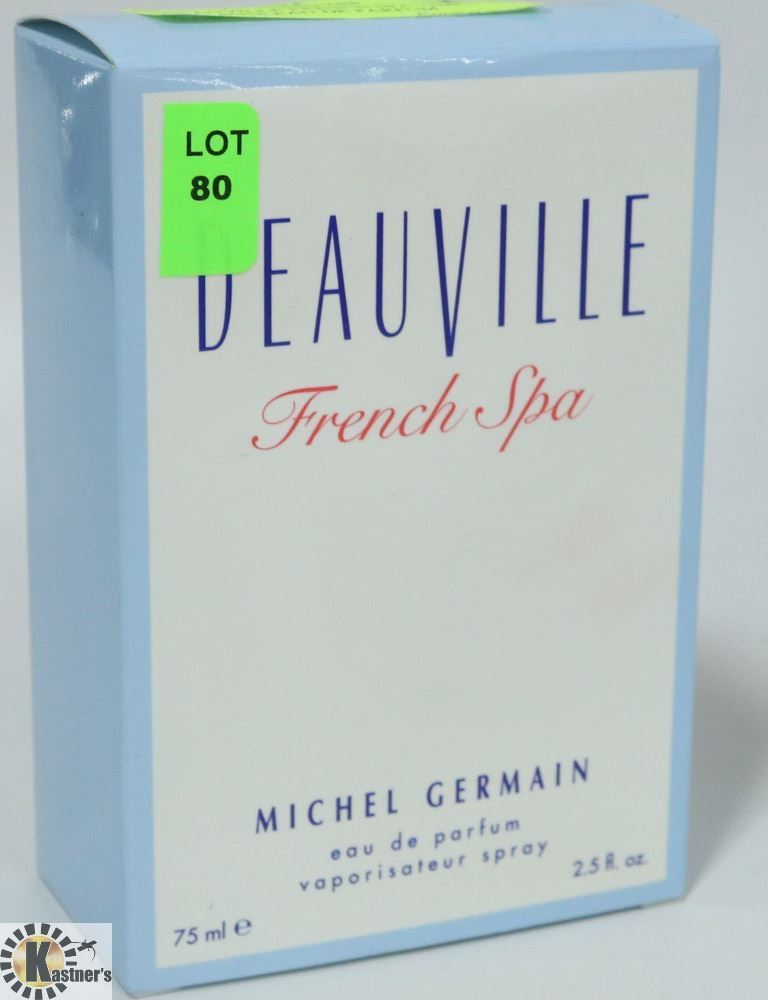 LOT
80
DEAUVILLE
French Spa
MICHEL GERMAIN
eau de parfum
vaporisateur spray
75 ml e
2.5 fl. oz.
Kastner's